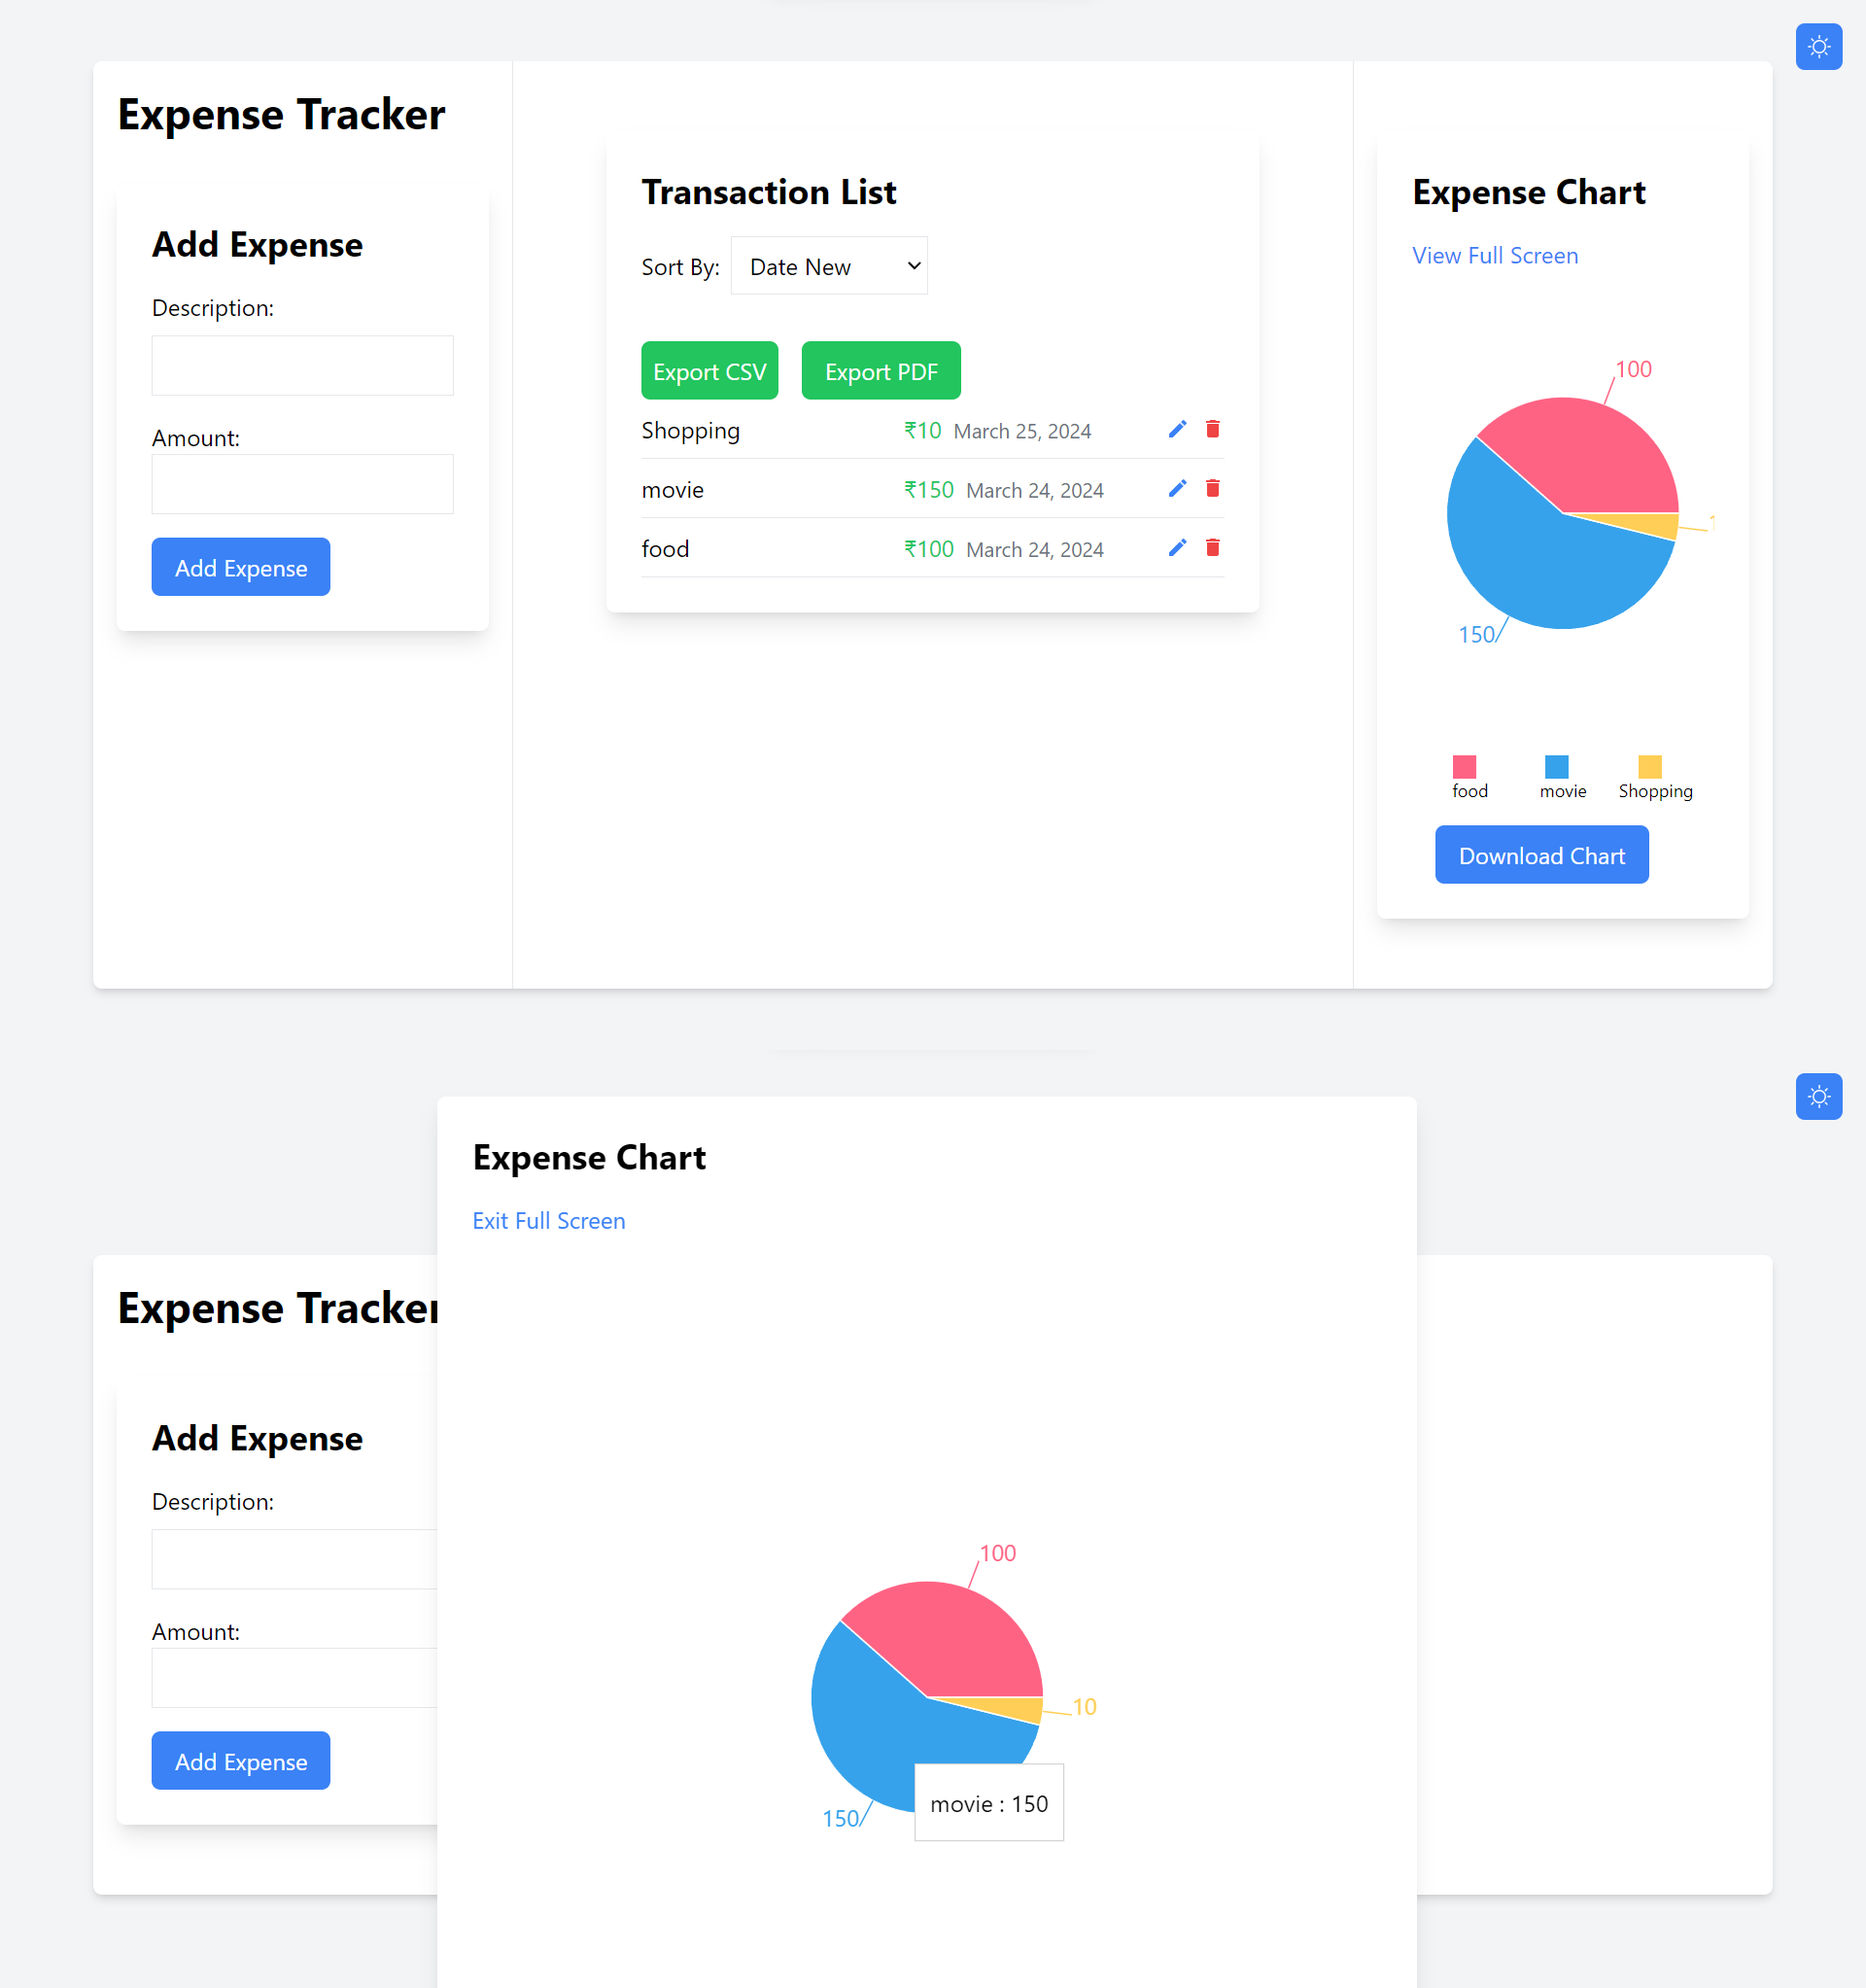 Expense Tracker
Add Expense
Description:
Amount:
Add Expense
Transaction List
Sort By: Date New
Export CSV Export PDF
Shopping ₹10 March 25, 2024
movie ₹150 March 24, 2024
food ₹100 March 24, 2024
Expense Chart
View Full Screen
100
150
food movie Shopping
Download Chart
Expense Chart
Exit Full Screen
Expense Tracker
Add Expense
Description:
Amount:
Add Expense
100
10
150
movie : 150